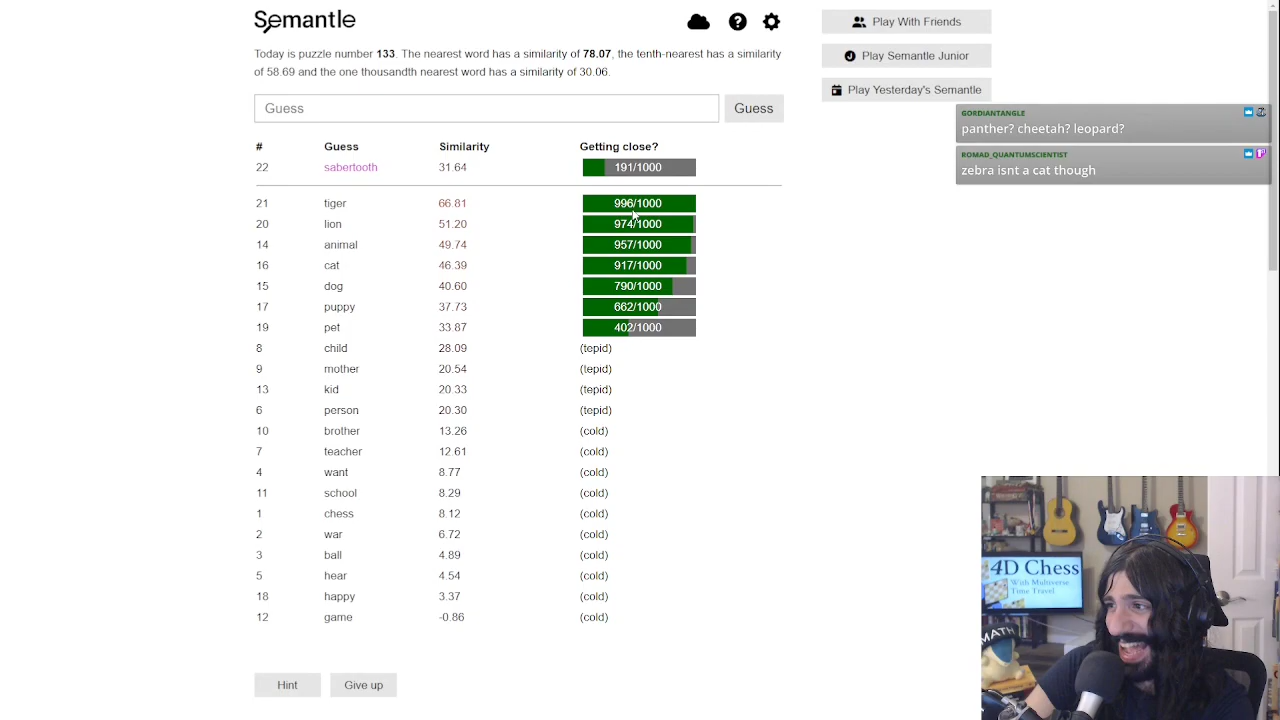 Semantle
Today is puzzle number 133. The nearest word has a similarity of 78.07, the tenth-nearest has a similarity
of 58.69 and the one thousandth nearest word has a similarity of 30.06.
Guess Guess
# Guess Similarity Getting close?
22 sabertooth 31.64 191/1000
21 tiger 66.81 996/1000
20 lion 51.20 974/1000
14 animal 49.74 957/1000
16 cat 46.39 917/1000
15 dog 40.60 790/1000
17 puppy 37.73 662/1000
19 pet 33.87 402/1000
8 child 28.09 (tepid)
9 mother 20.54 (tepid)
13 kid 20.33 (tepid)
6 person 20.30 (tepid)
10 brother 13.26 (cold)
7 teacher 12.61 (cold)
4 want 8.77 (cold)
11 school 8.29 (cold)
1 chess 8.12 (cold)
2 war 6.72 (cold)
3 ball 4.89 (cold)
5 hear 4.54 (cold)
18 happy 3.37 (cold)
12 game -0.86 (cold)
Hint Give up
Play With Friends
Play Semantle Junior
Play Yesterday's Semantle
GORDIANTANGLE
panther? cheetah? leopard?
ROMAD_QUANTUMSCIENTIST
zebra isnt a cat though
4D Chess
With Multiverse
Time Travel
MATH